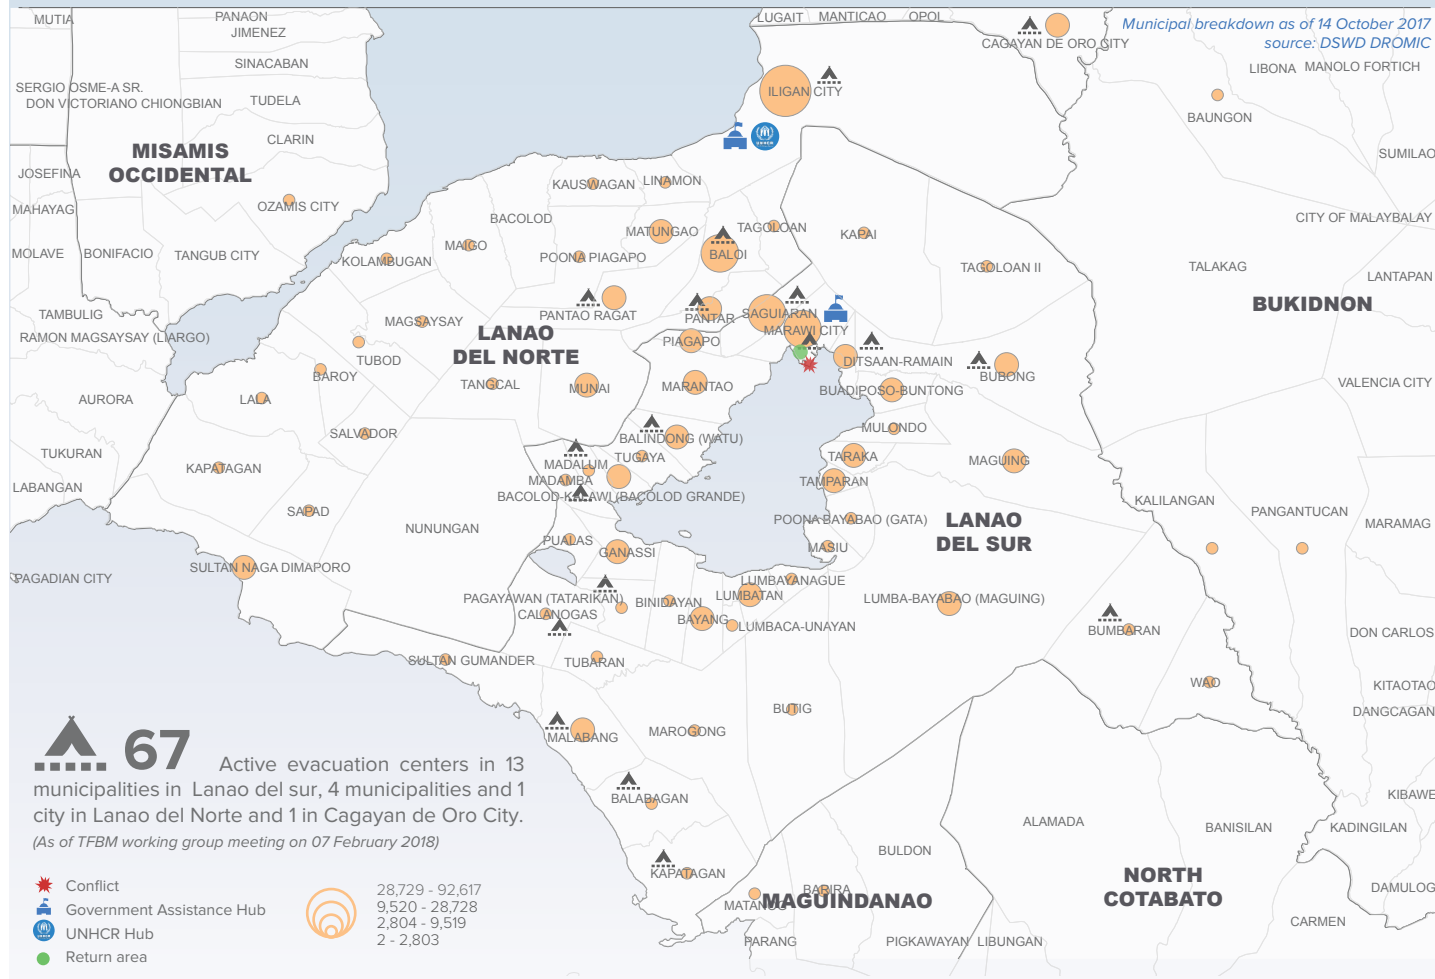 MUTIA
PANAON
JIMENEZ
SINACABAN
SERGIO OSME-A SR.
DON VICTORIANO CHIONGBIAN
TUDELA
CLARIN
MISAMIS
OCCIDENTAL
JOSEFINA
MAHAYAG
OZAMIS CITY
MOLAVE
BONIFACIO
TANGUB CITY
TAMBULIG
RAMON MAGSAYSAY (LIARGO)
AURORA
TUKURAN
LABANGAN
PAGADIAN CITY
LUGAIT
MANTICAO
OPOL
CAGAYAN DE ORO CITY
Municipal breakdown as of 14 October 2017
source: DSWD DROMIC
LIBONA
MANOLO FORTICH
BAUNGON
SUMILAO
CITY OF MALAYBALAY
TALAKAG
LANTAPAN
BUKIDNON
VALENCIA CITY
KALILANGAN
PANGANTUCAN
MARAMAG
DON CARLOS
KITAOTAO
DANGCAGAN
KIBAWE
KADINGILAN
DAMULOG
ILIGAN CITY
UNHCR
KAUSWAGAN
LINAMON
BACOLOD
MATUNGAO
TAGOLOAN
KAPAI
MAIGO
KOLAMBUGAN
POONA PIAGAPO
BALOI
TAGOLOAN II
PANTAO RAGAT
PANTAR
SAGUIARAN
MARAWI CITY
MAGSAYSAY
LANAO
DEL NORTE
PIAGAPO
TUBOD
BAROY
DITSAAN-RAMAIN
BUBONG
TANGCAL
MUNAI
MARANTAO
BUADIPOSO-BUNTONG
LALA
SALVADOR
MULONDO
BALINDONG (WATU)
TUGAYA
TARAKA
MAGUING
KAPATAGAN
MADALUM
MADAMBA
BACOLOD-KALAWI (BACOLOD GRANDE)
TAMPARAN
SAPAD
NUNUNGAN
POONA BAYABAO (GATA)
LANAO
DEL SUR
PUALAS
GANASSI
MASIU
SULTAN NAGA DIMAPORO
LUMBAYANAGUE
PAGAYAWAN (TATARIKAN)
CALANOGAS
BINIDAYAN
LUMBATAN
LUMBA-BAYABAO (MAGUING)
BAYANG
LUMBACA-UNAYAN
BUMBARAN
SULTAN GUMANDER
TUBARAN
WAO
BUTIG
MALABANG
MAROGONG
BALABAGAN
KAPATAGAN
ALAMADA
BANISILAN
BULDON
NORTH
COTABATO
BARIRA
MATANOG
MAGUINDANAO
PARANG
PIGKAWAYAN
LIBUNGAN
CARMEN
67 Active evacuation centers in 13
municipalities in Lanao del sur, 4 municipalities and 1
city in Lanao del Norte and 1 in Cagayan de Oro City.
(As of TFBM working group meeting on 07 February 2018)
Conflict
Government Assistance Hub
UNHCR Hub
Return area
28,729 - 92,617
9,520 - 28,728
2,804 - 9,519
2 - 2,803